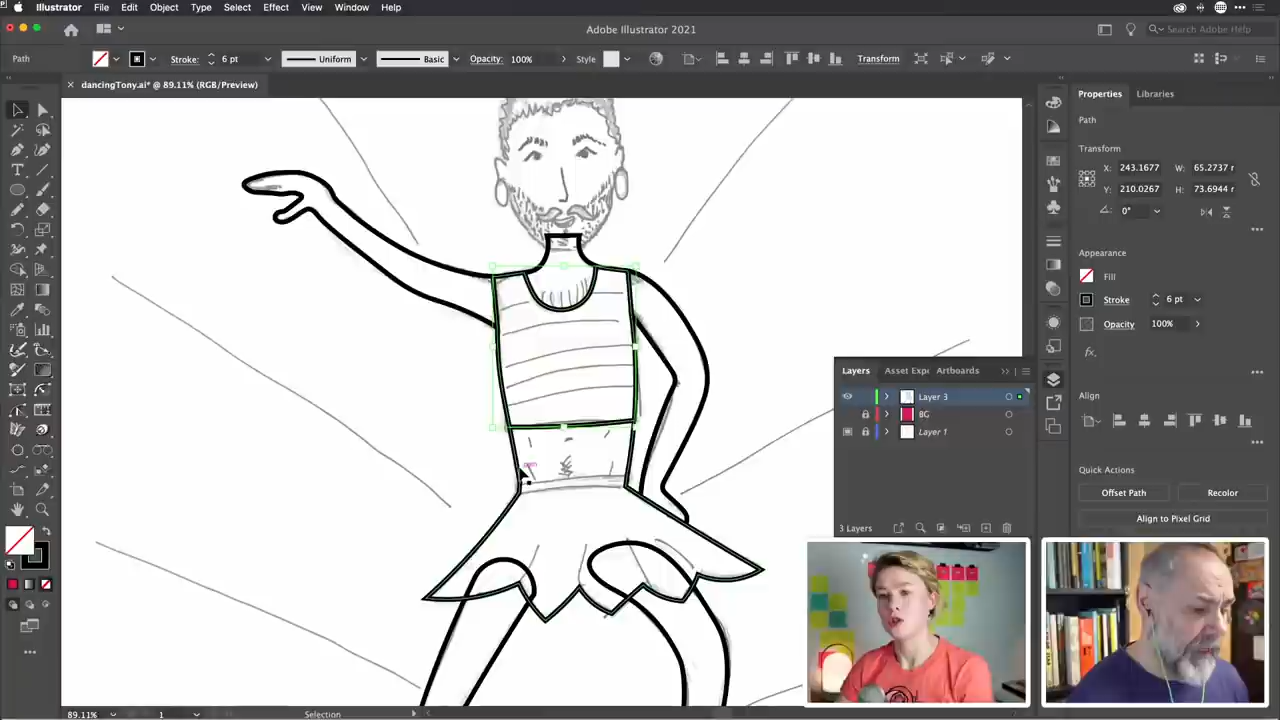 Illustrator File Edit Object Type Select Effect View Window Help
Adobe Illustrator 2021
Search Adobe Help
Path Stroke: 6 pt Uniform Basic Opacity: 100% Style Transform
dancingTony.ai* @ 89.11% (RGB/Preview)
Properties Libraries
Path
Transform
X: 243.1677 W: 65.2737 r
Y: 210.0267 H: 73.6944 r
0°
Appearance
Fill
Stroke 6 pt
Opacity 100%
fx
Align
Quick Actions
Offset Path Recolor
Align to Pixel Grid
Layers Asset Exp Artboards
Layer 3
BG
Layer 1
3 Layers
89.11% 1 Selection